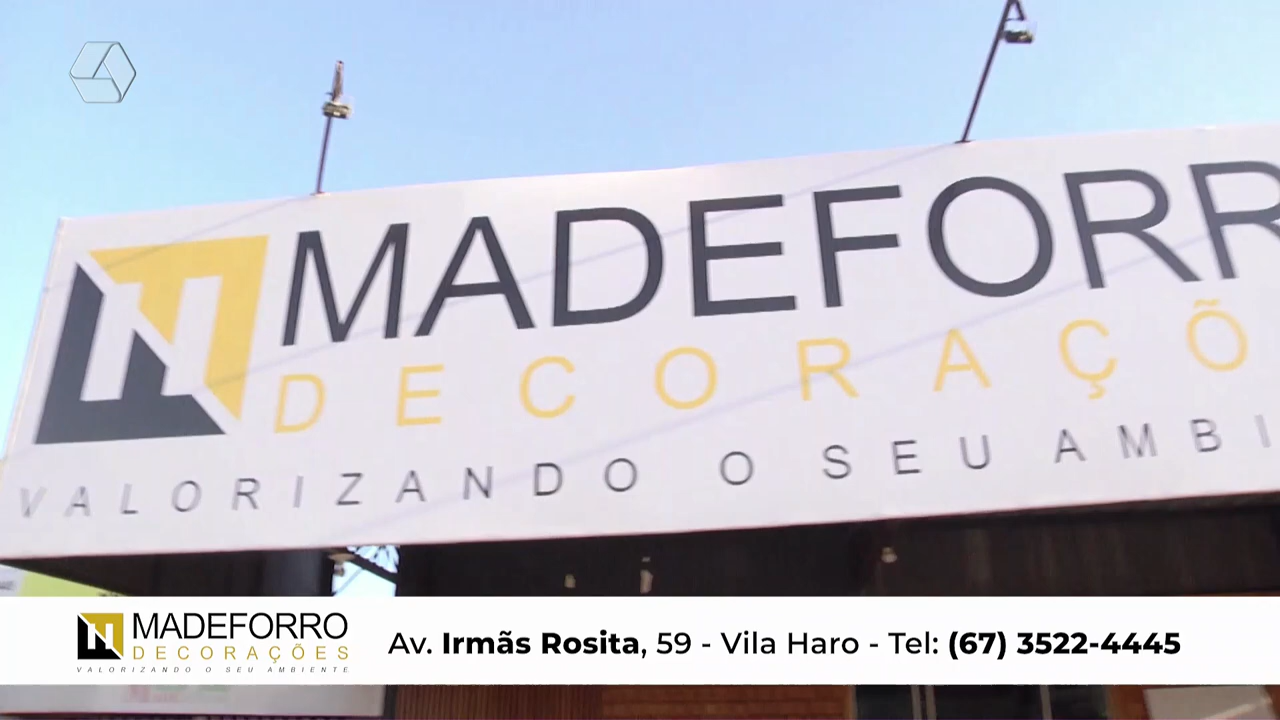 MADEFORR
DECORAÇÕ
VALORIZANDO O SEU AMBI
MADEFORRO
DECORAÇÕES
VALORIZANDO O SEU AMBIENTE
Av. Irmãs Rosita, 59 - Vila Haro - Tel: (67) 3522-4445